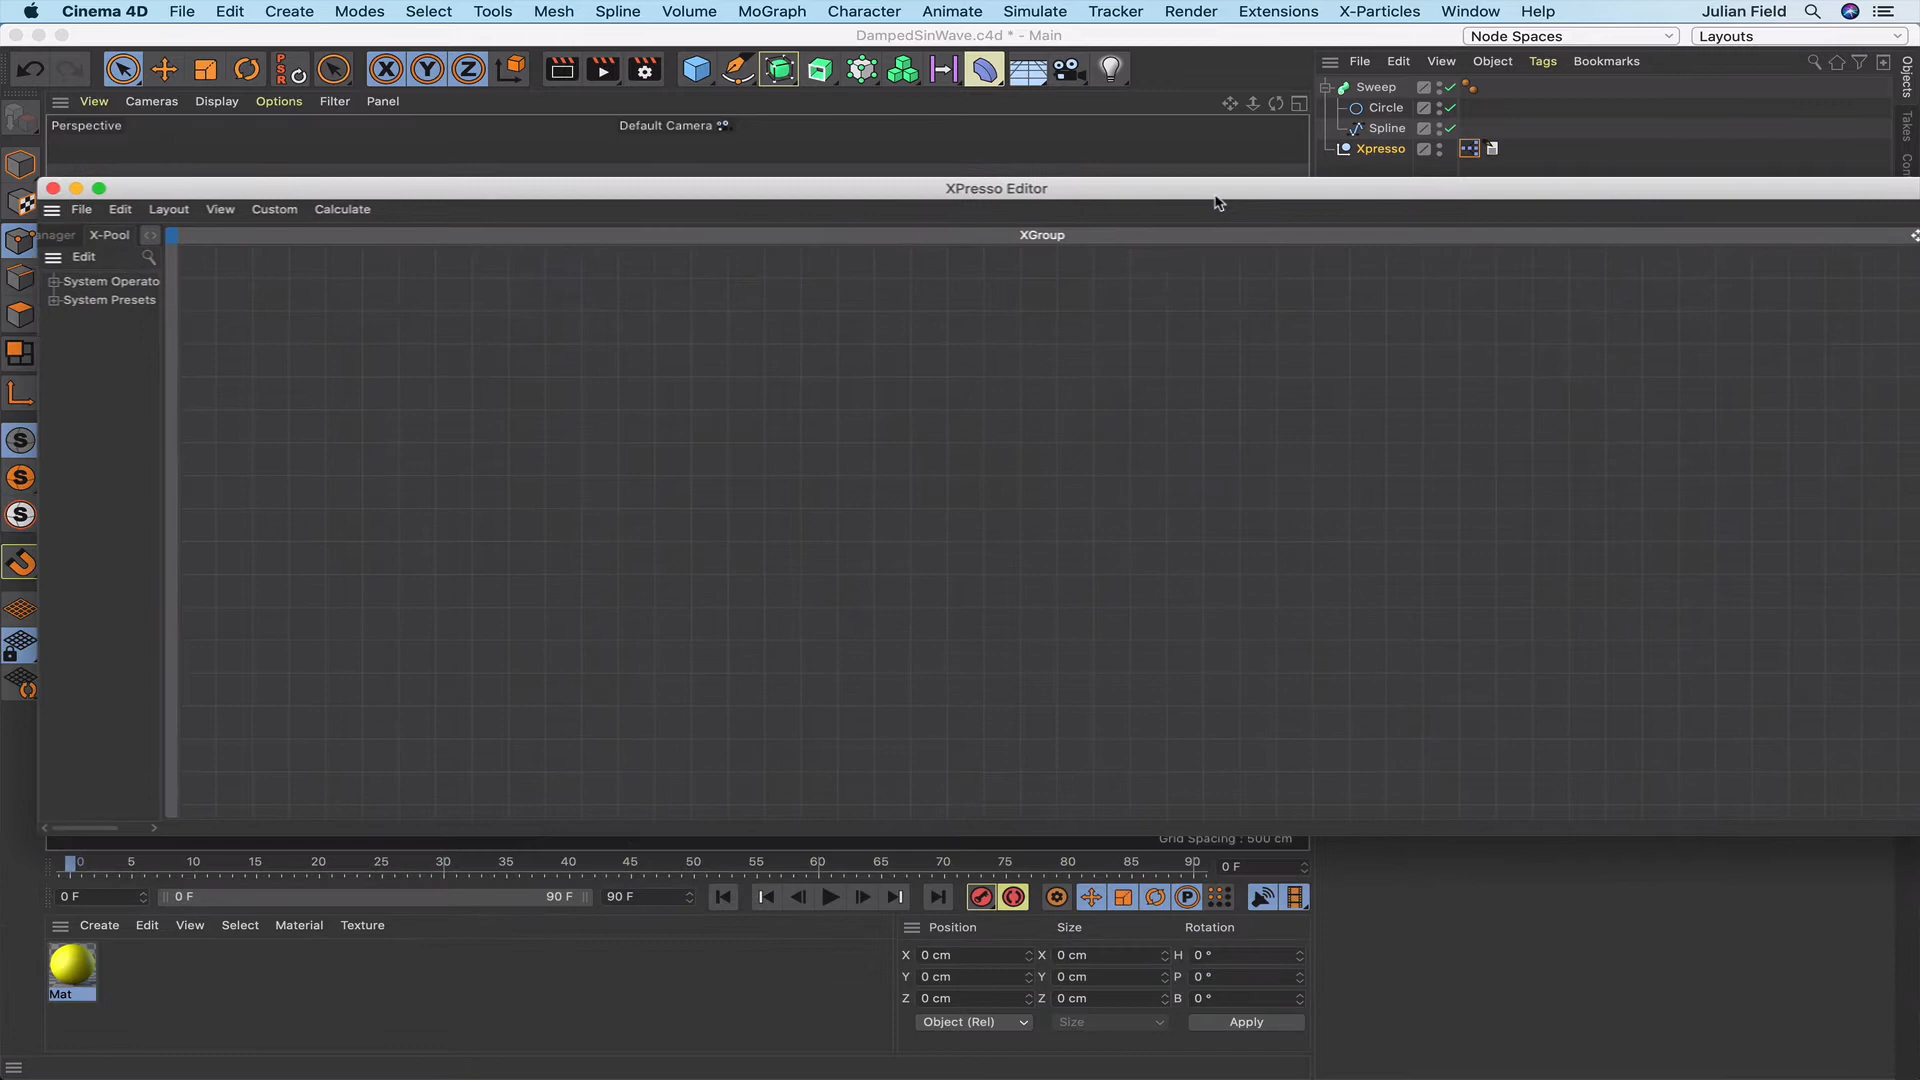 Cinema 4D File Edit Create Modes Select Tools Mesh Spline Volume MoGraph Character Animate Simulate Tracker Render Extensions X-Particles Window Help Julian Field
DampedSinWave.c4d * - Main Node Spaces Layouts
X Y Z PSR
File Edit View Object Tags Bookmarks
Objects
Takes
View Cameras Display Options Filter Panel
Perspective Default Camera
Sweep
Circle
Spline
Xpresso
XPresso Editor
File Edit Layout View Custom Calculate
anager X-Pool <> XGroup
Edit
System Operato
System Presets
S
S
S
Grid Spacing : 500 cm
0 5 10 15 20 25 30 35 40 45 50 55 60 65 70 75 80 85 90 0 F
0 F 0 F 90 F 90 F P
Create Edit View Select Material Texture
Mat
Position Size Rotation
X 0 cm X 0 cm H 0 °
Y 0 cm Y 0 cm P 0 °
Z 0 cm Z 0 cm B 0 °
Object (Rel) Size Apply